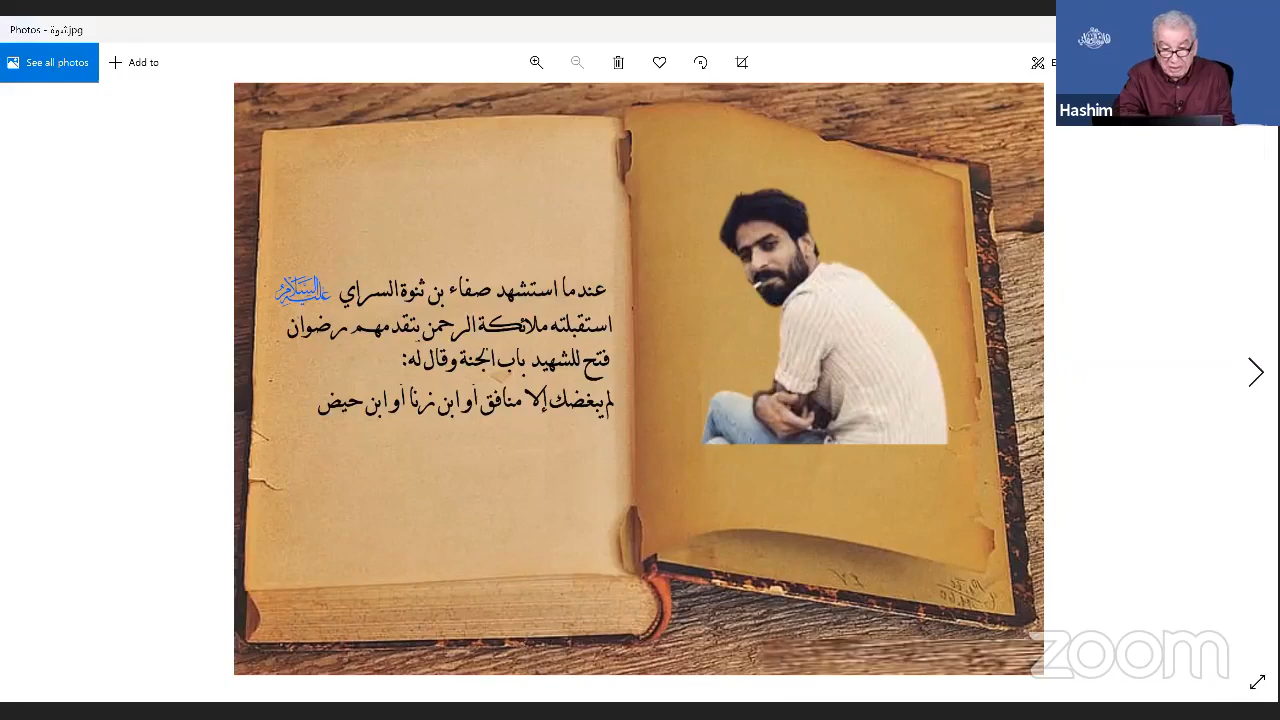 Photos - ثنوة.jpg
See all photos
Add to
Hashim
عندما استشهد صفاء بن ثنوة السراي عليه السلام
استقبلته ملائكة الرحمن يتقدمهم رضوان
فتح للشهيد باب الجنة وقال له:
لم يبغضك إلا منافق أو ابن زنا أو ابن حيض
zoom